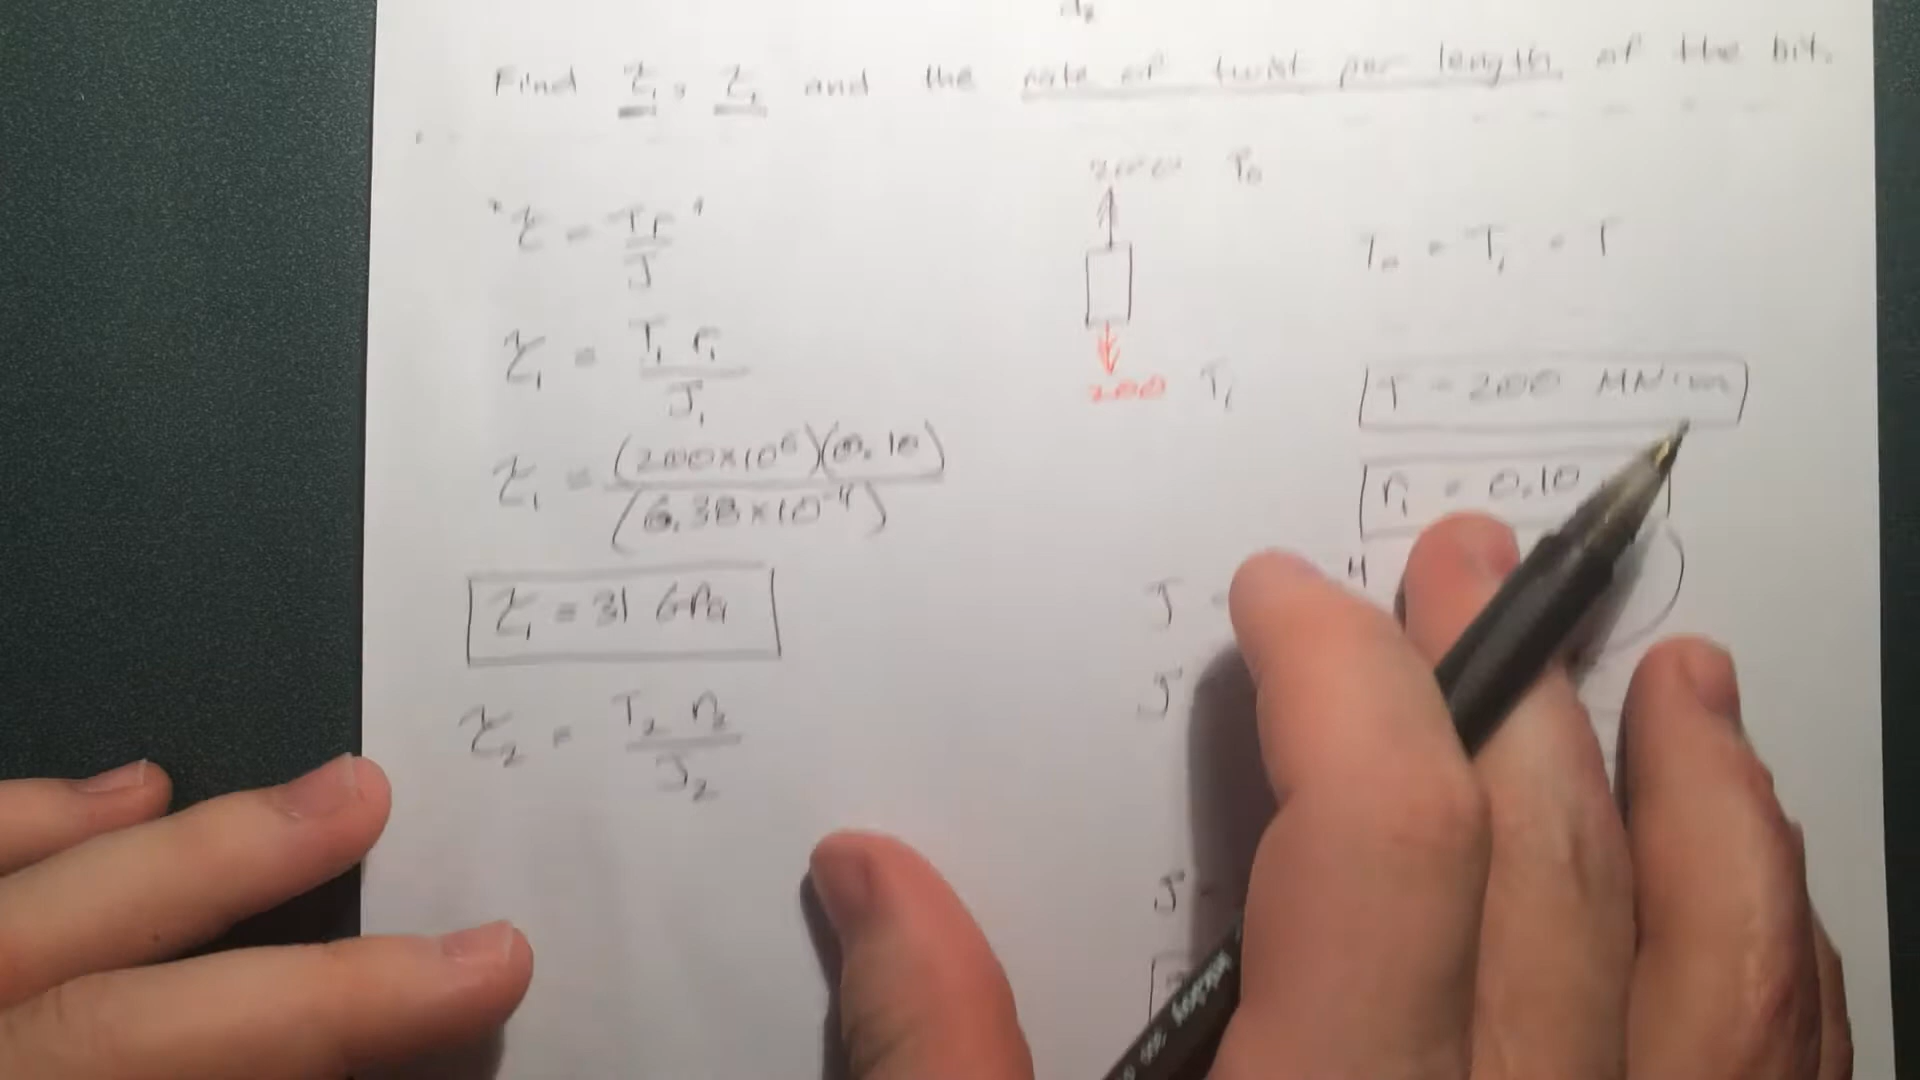 d₂
Find τ₁, τ₂ and the rate of twist per length of the bit.
"τ = Tr/J"
200 T₀
T₀ = T₁ = T
τ₁ = T₁ r₁ / J₁
200 T₁
T = 200 MN·m
τ₁ = (200×10⁶)(0.10) / (6.38×10⁻⁴)
r₁ = 0.10
τ₁ = 31 GPa
J
4
J
τ₂ = T₂ r₂ / J₂
J =